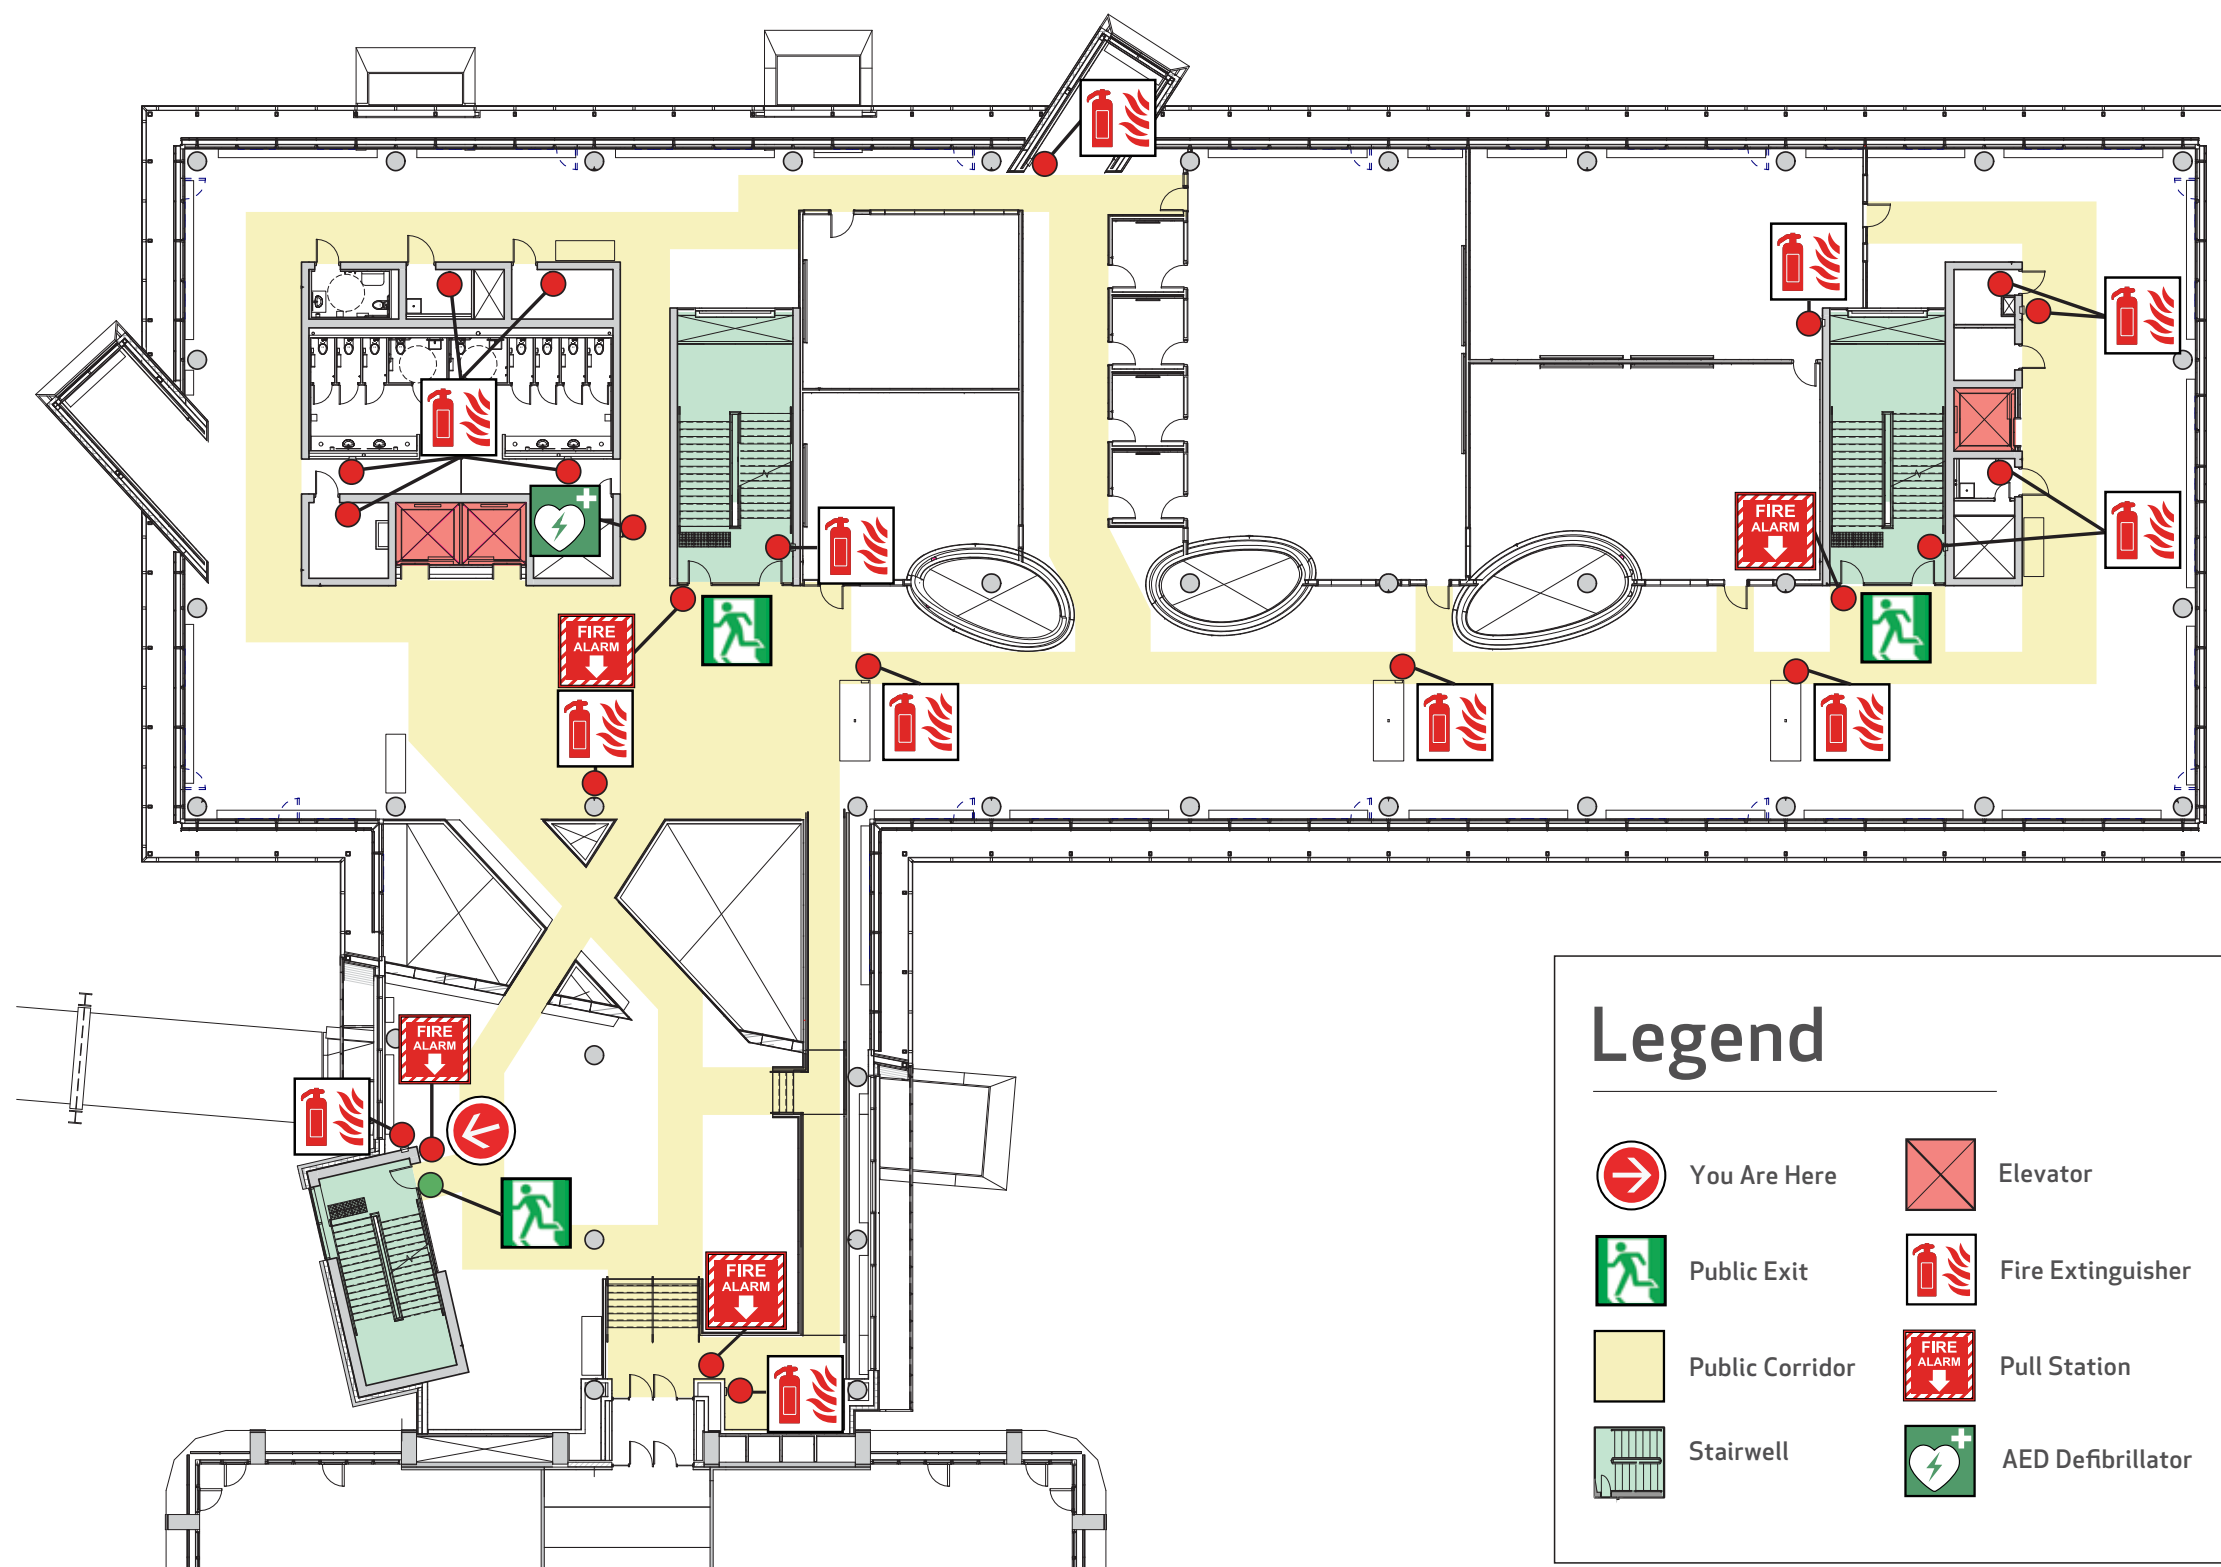 FIRE
ALARM
FIRE
ALARM
FIRE
ALARM
FIRE
ALARM
Legend
You Are Here
Elevator
Public Exit
Fire Extinguisher
Public Corridor
FIRE
ALARM
Pull Station
Stairwell
AED Defibrillator